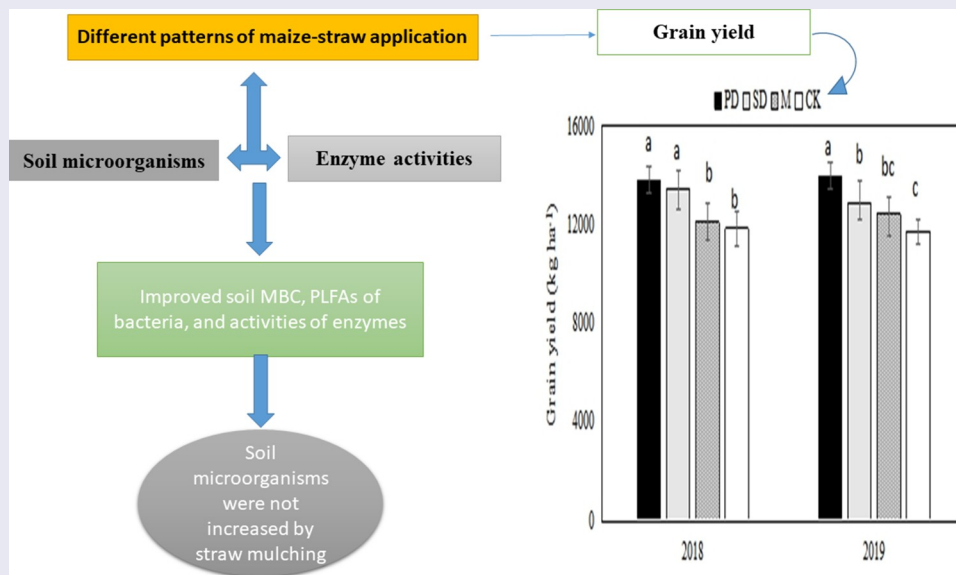 Different patterns of maize-straw application
Grain yield
Soil microorganisms
Enzyme activities
Improved soil MBC, PLFAs of
bacteria, and activities of enzymes
Soil
microorganisms
were not
increased by
straw mulching
PD SD M CK
Grain yield (kg ha⁻¹)
16000
12000
8000
4000
0
a
a
b
b
a
b
bc
c
2018
2019